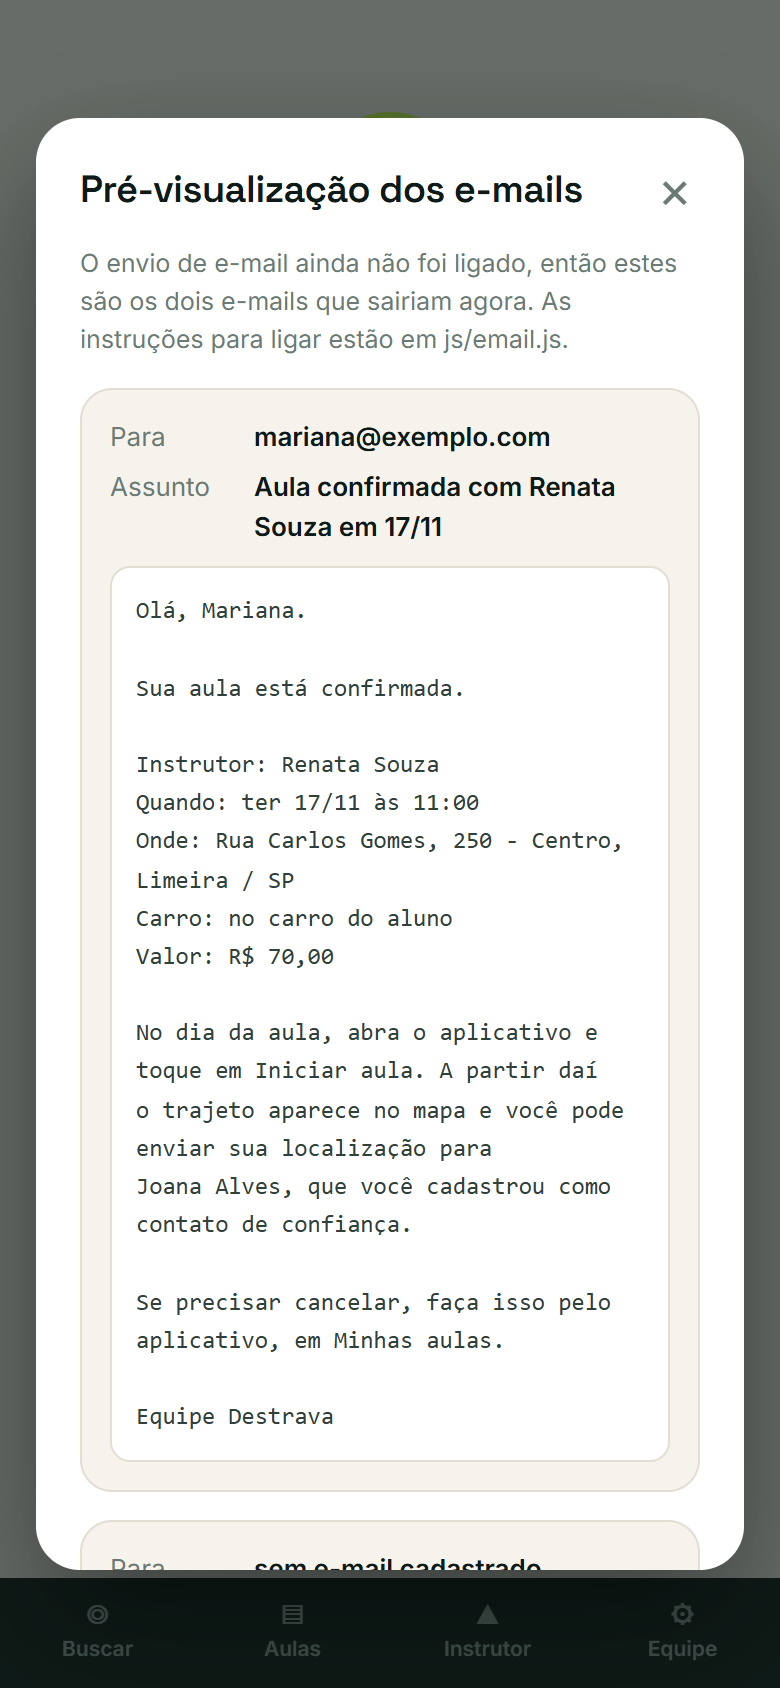 Pré-visualização dos e-mails
O envio de e-mail ainda não foi ligado, então estes
são os dois e-mails que sairiam agora. As
instruções para ligar estão em js/email.js.
Para mariana@exemplo.com
Assunto Aula confirmada com Renata
Souza em 17/11
Olá, Mariana.
Sua aula está confirmada.
Instrutor: Renata Souza
Quando: ter 17/11 às 11:00
Onde: Rua Carlos Gomes, 250 - Centro,
Limeira / SP
Carro: no carro do aluno
Valor: R$ 70,00
No dia da aula, abra o aplicativo e
toque em Iniciar aula. A partir daí
o trajeto aparece no mapa e você pode
enviar sua localização para
Joana Alves, que você cadastrou como
contato de confiança.
Se precisar cancelar, faça isso pelo
aplicativo, em Minhas aulas.
Equipe Destrava
Para sem e-mail cadastrado
Buscar Aulas Instrutor Equipe